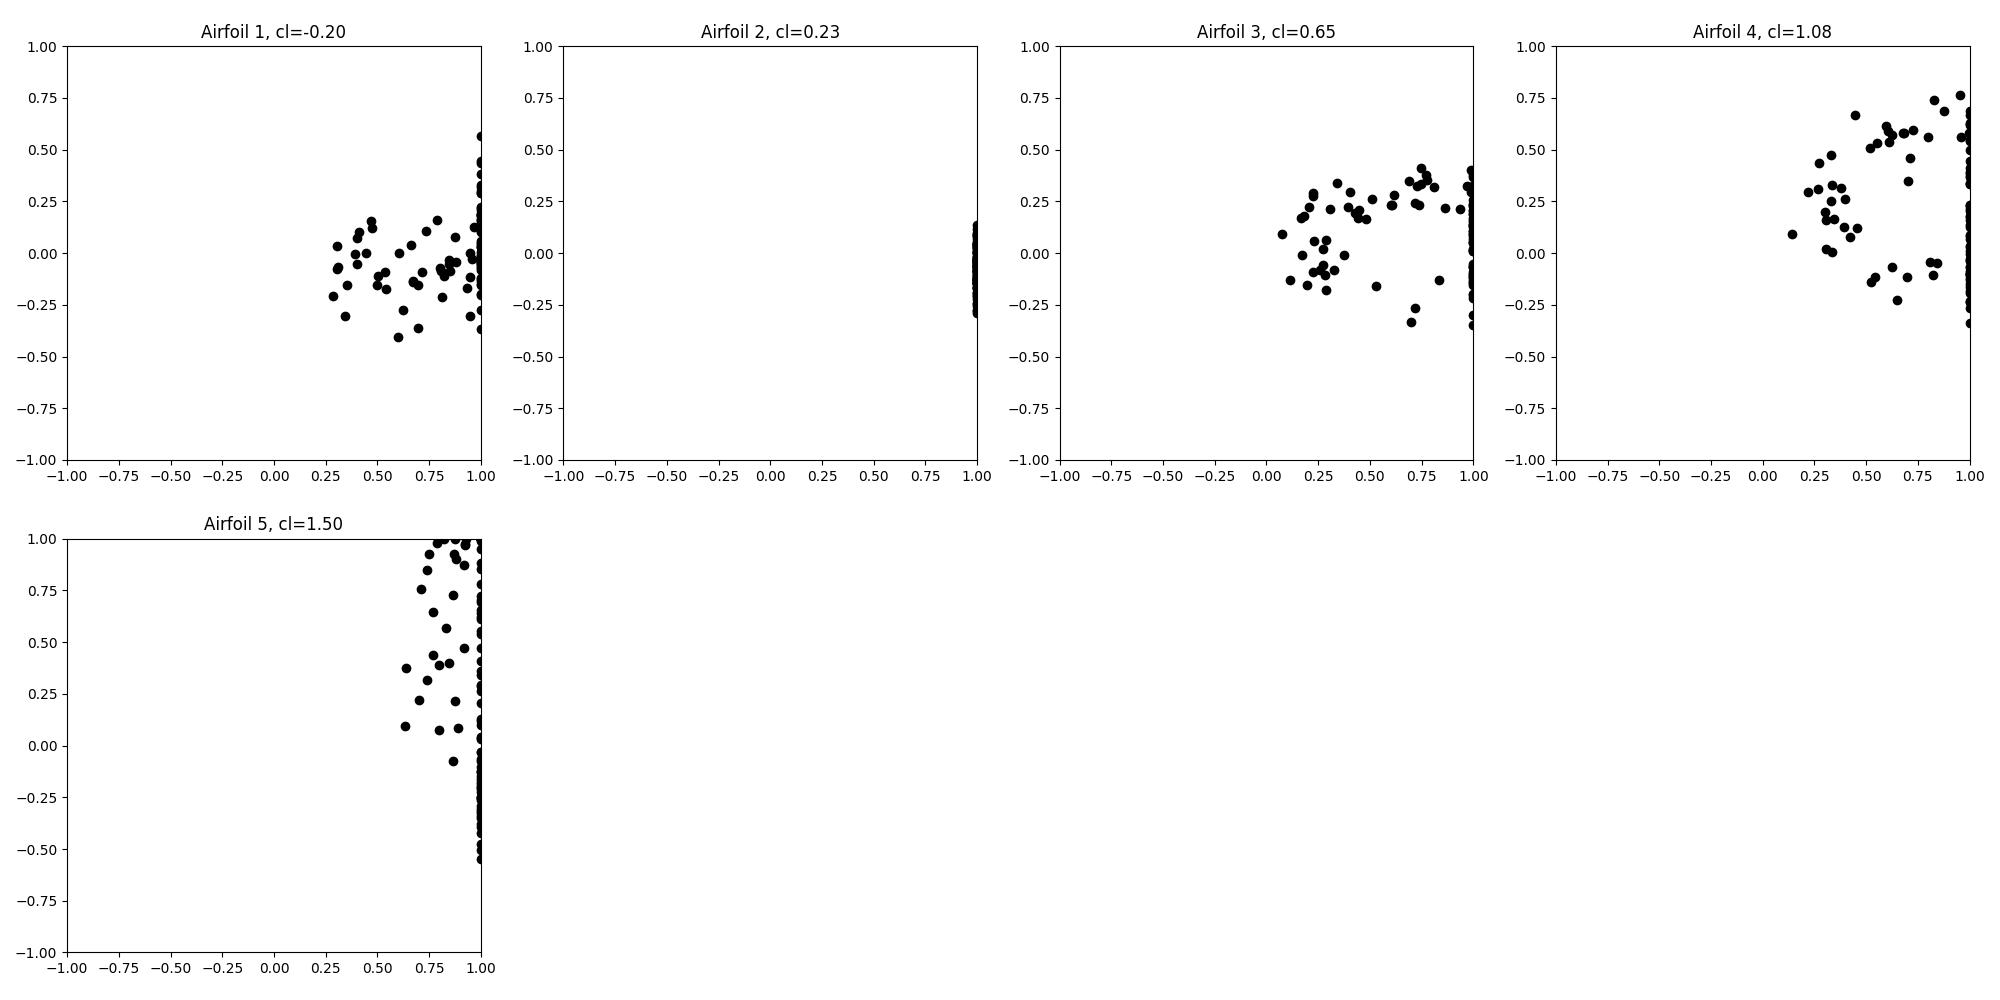 Airfoil 1, cl=-0.20
Airfoil 2, cl=0.23
Airfoil 3, cl=0.65
Airfoil 4, cl=1.08
1.00 1.00 1.00 1.00
0.75 0.75 0.75 0.75
0.50 0.50 0.50 0.50
0.25 0.25 0.25 0.25
0.00 0.00 0.00 0.00
−0.25 −0.25 −0.25 −0.25
−0.50 −0.50 −0.50 −0.50
−0.75 −0.75 −0.75 −0.75
−1.00 −1.00 −1.00 −1.00
−1.00 −0.75 −0.50 −0.25 0.00 0.25 0.50 0.75 1.00
−1.00 −0.75 −0.50 −0.25 0.00 0.25 0.50 0.75 1.00
−1.00 −0.75 −0.50 −0.25 0.00 0.25 0.50 0.75 1.00
−1.00 −0.75 −0.50 −0.25 0.00 0.25 0.50 0.75 1.00
Airfoil 5, cl=1.50
1.00
0.75
0.50
0.25
0.00
−0.25
−0.50
−0.75
−1.00
−1.00 −0.75 −0.50 −0.25 0.00 0.25 0.50 0.75 1.00